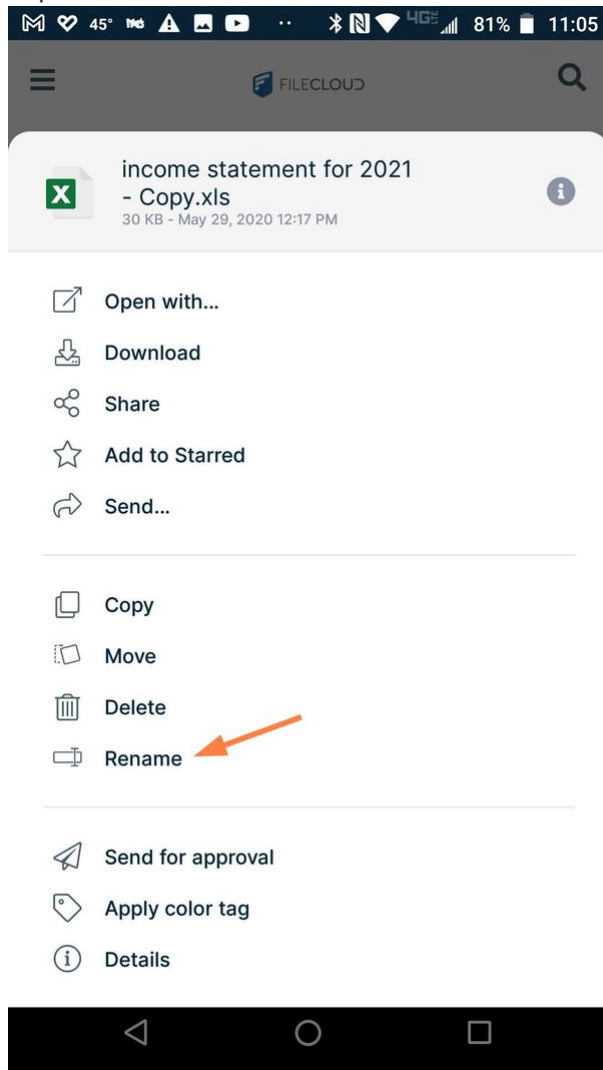 45° 4GE 81% 11:05
FILECLOUD
income statement for 2021
- Copy.xls
30 KB - May 29, 2020 12:17 PM
Open with...
Download
Share
Add to Starred
Send...
Copy
Move
Delete
Rename
Send for approval
Apply color tag
Details